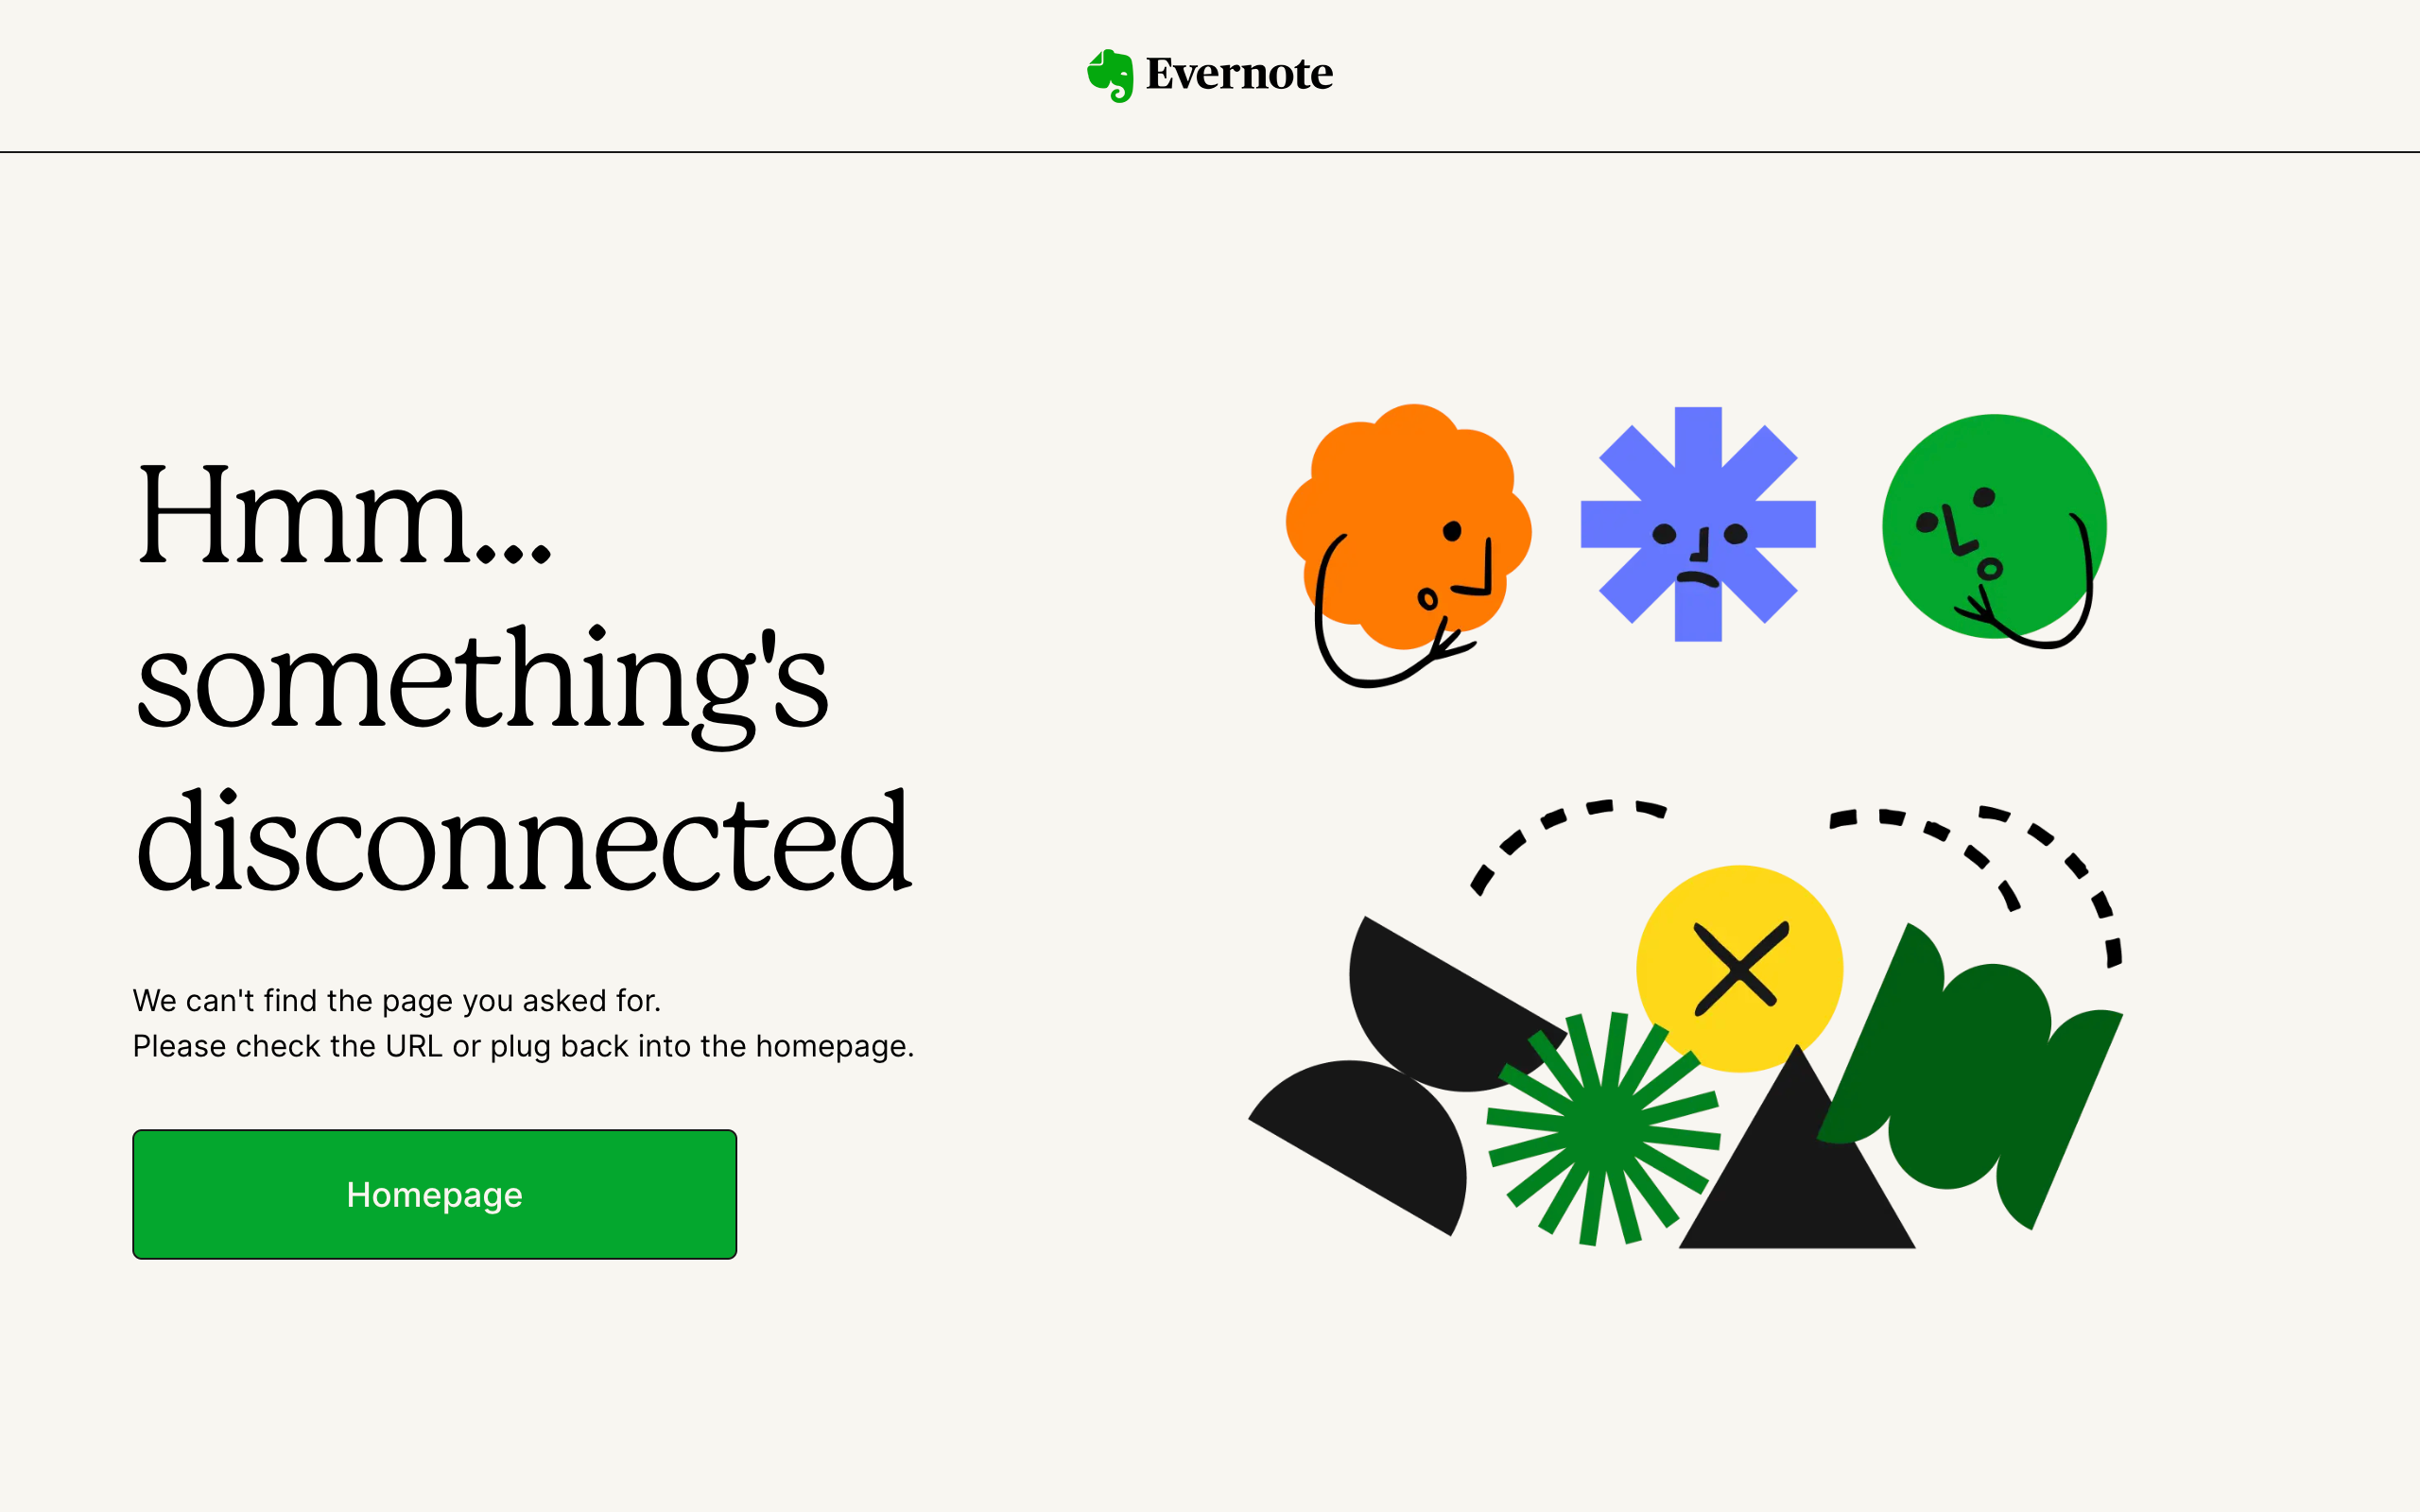 Evernote
Hmm...
something's
disconnected
We can't find the page you asked for.
Please check the URL or plug back into the homepage.
Homepage